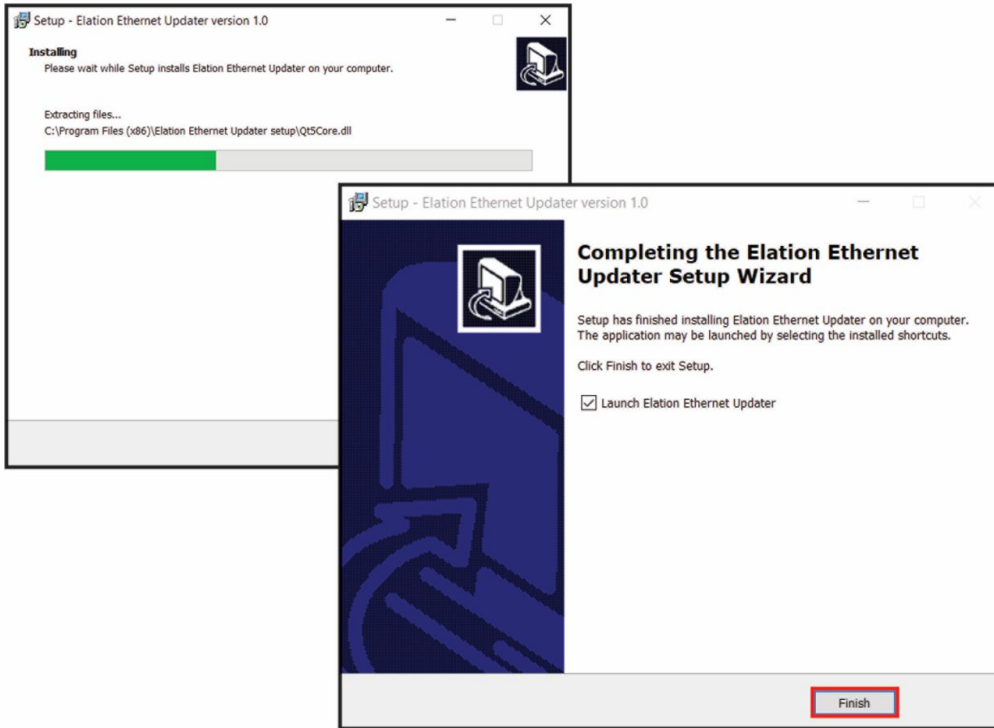 Setup - Elation Ethernet Updater version 1.0
Installing
Please wait while Setup installs Elation Ethernet Updater on your computer.
Extracting files...
C:\Program Files (x86)\Elation Ethernet Updater setup\Qt5Core.dll
Setup - Elation Ethernet Updater version 1.0
Completing the Elation Ethernet
Updater Setup Wizard
Setup has finished installing Elation Ethernet Updater on your computer.
The application may be launched by selecting the installed shortcuts.
Click Finish to exit Setup.
Launch Elation Ethernet Updater
Finish